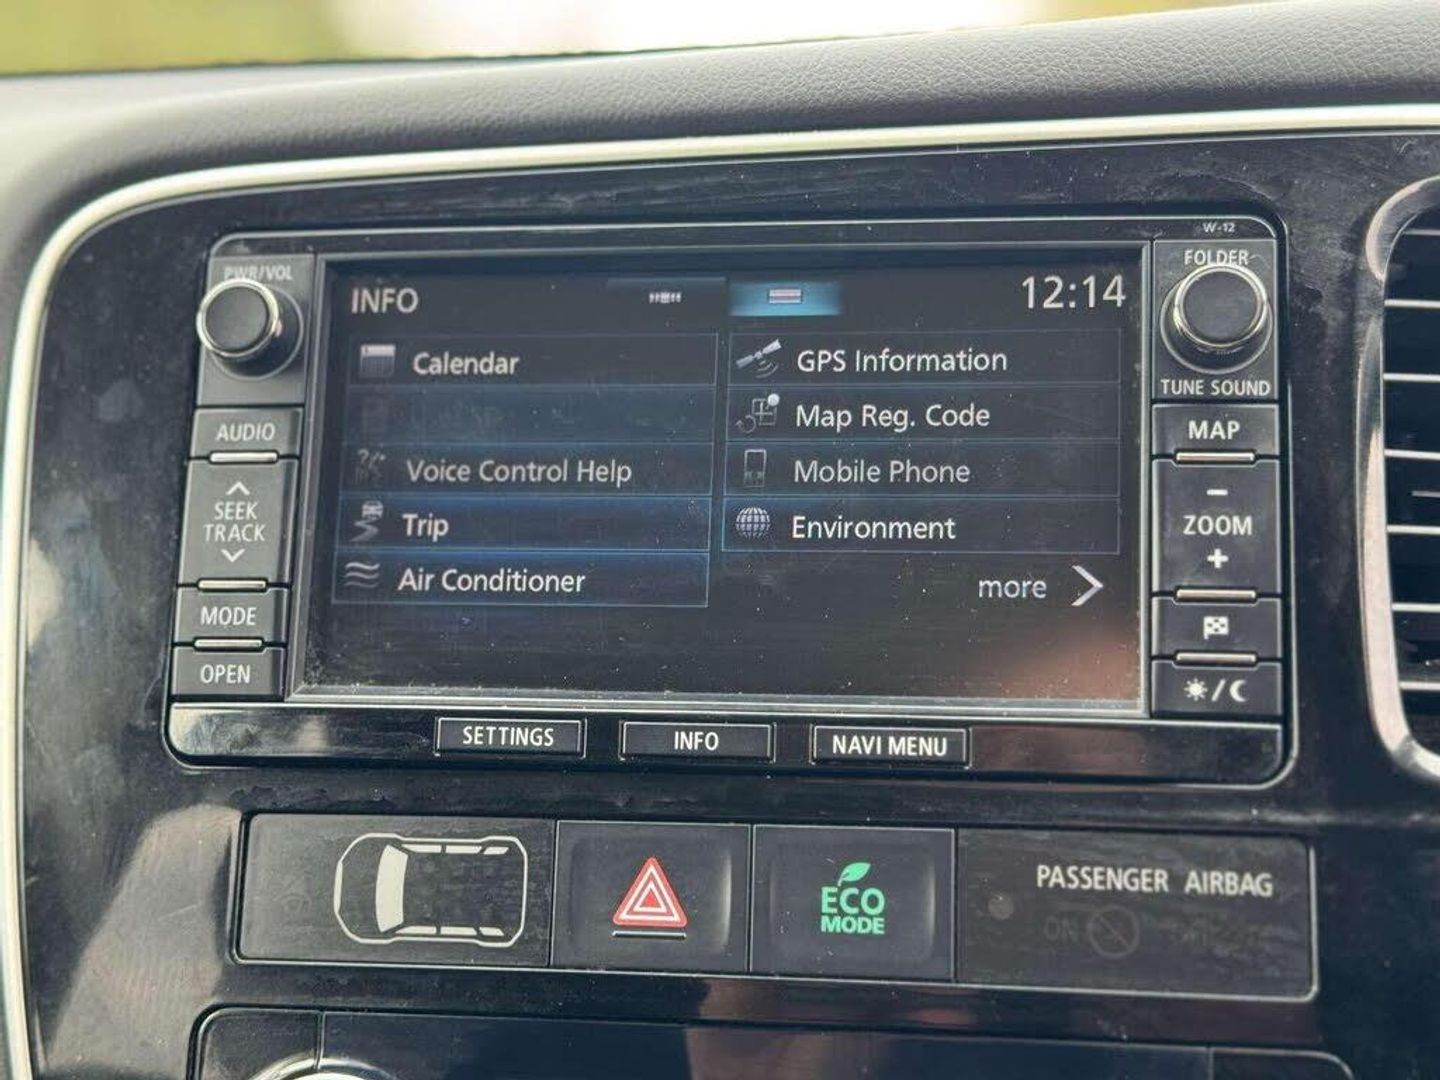 W-12
PWR/VOL
INFO
12:14
FOLDER
TUNE SOUND
Calendar
GPS Information
Map Reg. Code
Voice Control Help
Mobile Phone
Trip
Environment
Air Conditioner
more
AUDIO
SEEK
TRACK
MODE
OPEN
MAP
ZOOM
SETTINGS
INFO
NAVI MENU
ECO
MODE
PASSENGER AIRBAG
ON